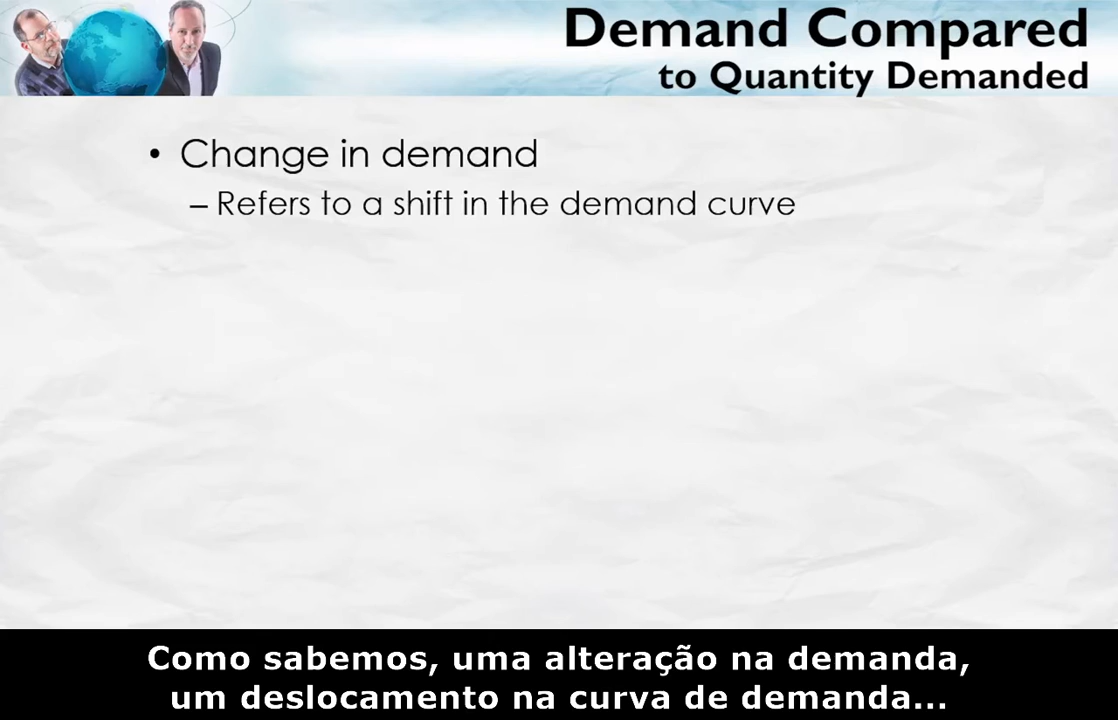 Demand Compared
to Quantity Demanded
• Change in demand
– Refers to a shift in the demand curve
Como sabemos, uma alteração na demanda,
um deslocamento na curva de demanda...